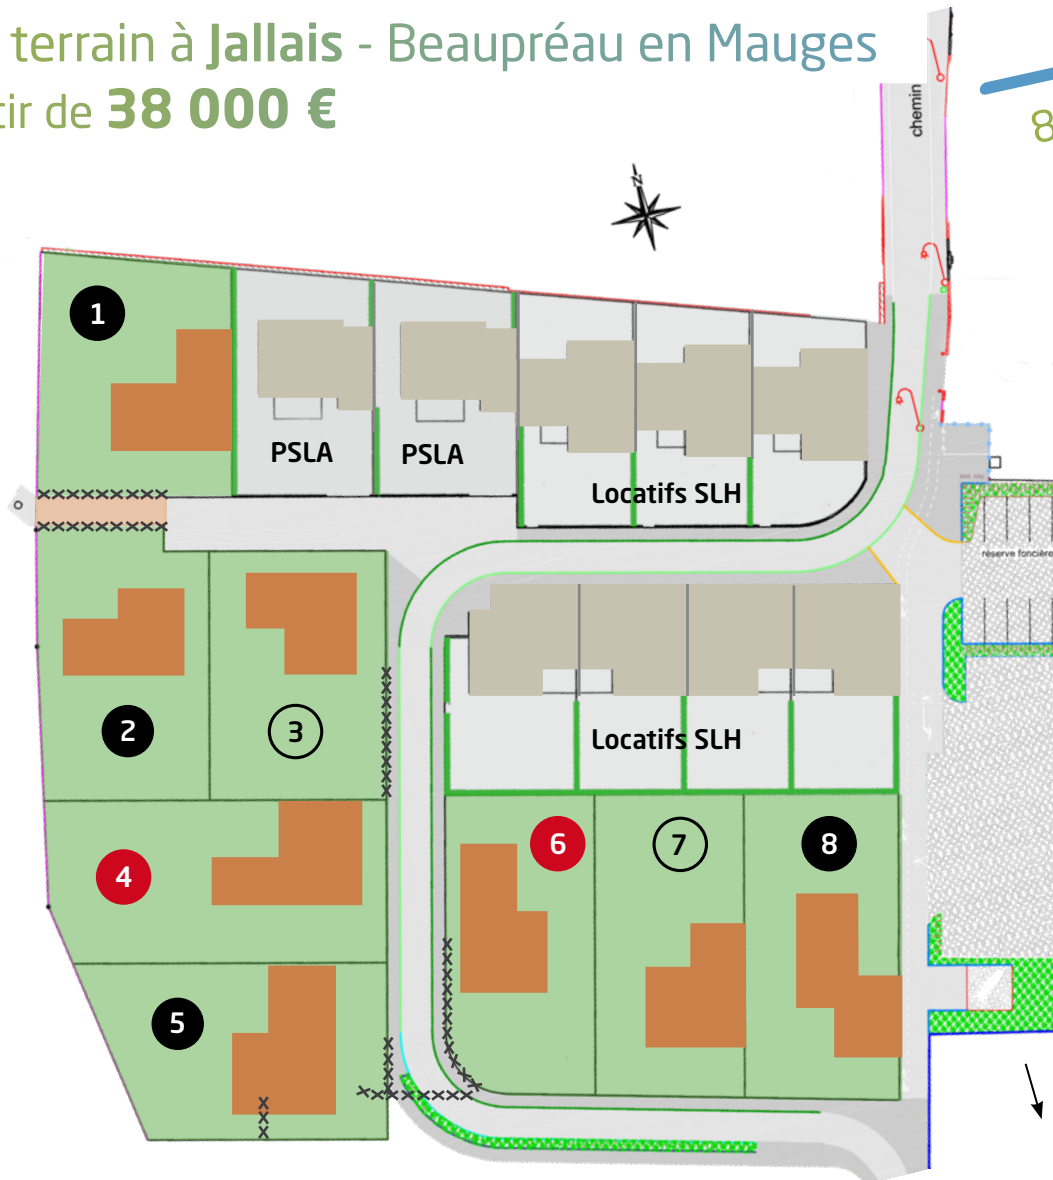 terrain à Jallais - Beaupréau en Mauges
tir de 38 000 €
8
chemin
N
1
PSLA
PSLA
Locatifs SLH
réserve foncière
2
3
Locatifs SLH
4
6
7
8
5